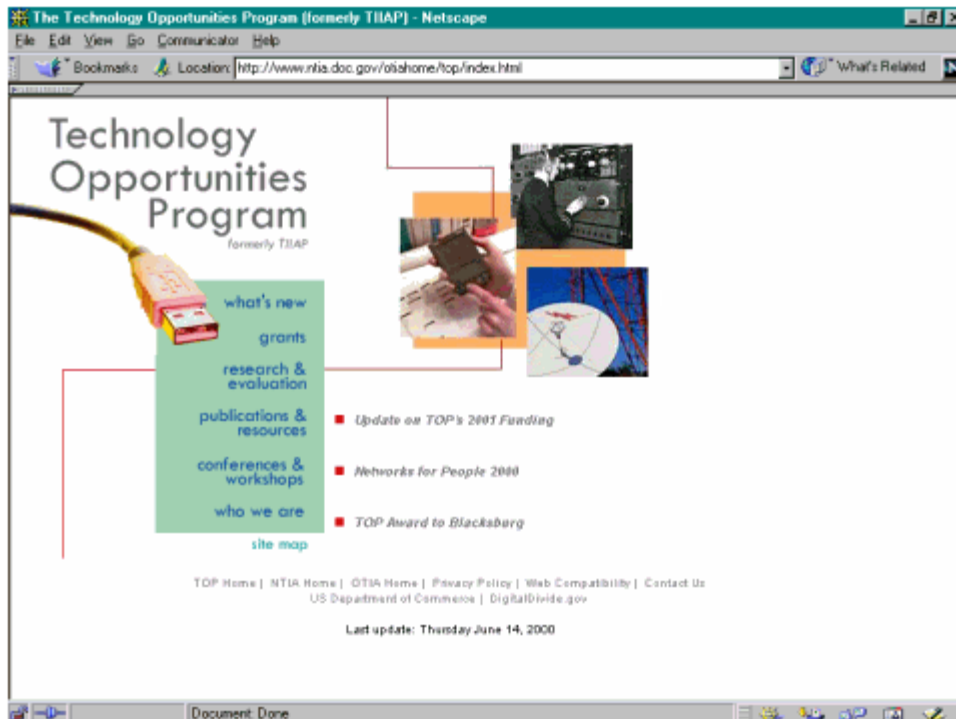 The Technology Opportunities Program (formerly TIIAP) - Netscape
File Edit View Go Communicator Help
Bookmarks Location: http://www.ntia.doc.gov/otiahome/top/index.html What's Related
Technology
Opportunities
Program
formerly TIIAP
what's new
grants
research &
evaluation
publications &
resources
Update on TOP's 2001 Funding
conferences &
workshops
Networks for People 2000
who we are
TOP Award to Blacksburg
site map
TOP Home | NTIA Home | OTIA Home | Privacy Policy | Web Compatibility | Contact Us
US Department of Commerce | DigitalDivide.gov
Last update: Thursday June 14, 2000
Document: Done